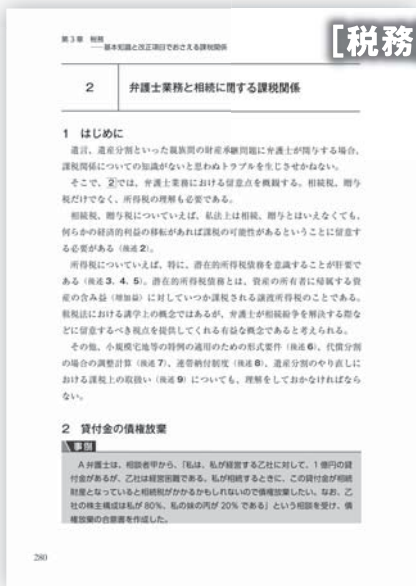 第3章 税務
——基本知識と改正項目でおさえる課税関係
[税務
2 弁護士業務と相続に関する課税関係
1 はじめに
遺言、遺産分割といった親族間の財産承継問題に弁護士が関与する場合、
課税関係についての知識がないと思わぬトラブルを生じさせかねない。
そこで、2では、弁護士業務における留意点を概観する。相続税、贈与
税だけでなく、所得税の理解も必要である。
相続税、贈与税についていえば、私法上は相続、贈与とはいえなくても、
何らかの経済的利益の移転があれば課税の可能性があるということに留意す
る必要がある(後述2)。
所得税についていえば、特に、潜在的所得税債務を意識することが肝要で
ある(後述3、4、5)。潜在的所得税債務とは、資産の所有者に帰属する資
産の含み益(増加益)に対していつか課される譲渡所得税のことである。
租税法における講学上の概念ではあるが、弁護士が相続紛争を解決する際な
どに留意するべき視点を提供してくれる有益な概念であると考えられる。
その他、小規模宅地等の特例の適用のための形式要件(後述6)、代償分割
の場合の調整計算(後述7)、連帯納付制度(後述8)、遺産分割のやり直しに
おける課税上の取扱い(後述9)についても、理解をしておかなければなら
ない。
2 貸付金の債権放棄
事例
A弁護士は、相談者甲から、「私は、私が経営する乙社に対して、1億円の貸
付金があるが、乙社は経営困難である。私が相続するときに、この貸付金が相続
財産となっていると相続税がかかるかもしれないので債権放棄したい。なお、乙
社の株主構成は私が80%、私の妹の丙が20%である」という相談を受け、債
権放棄の合意書を作成した。
280